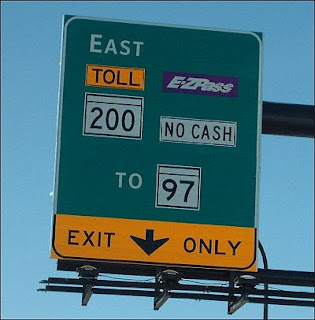 EAST
TOLL E-ZPass
200 NO CASH
TO 97
EXIT ONLY